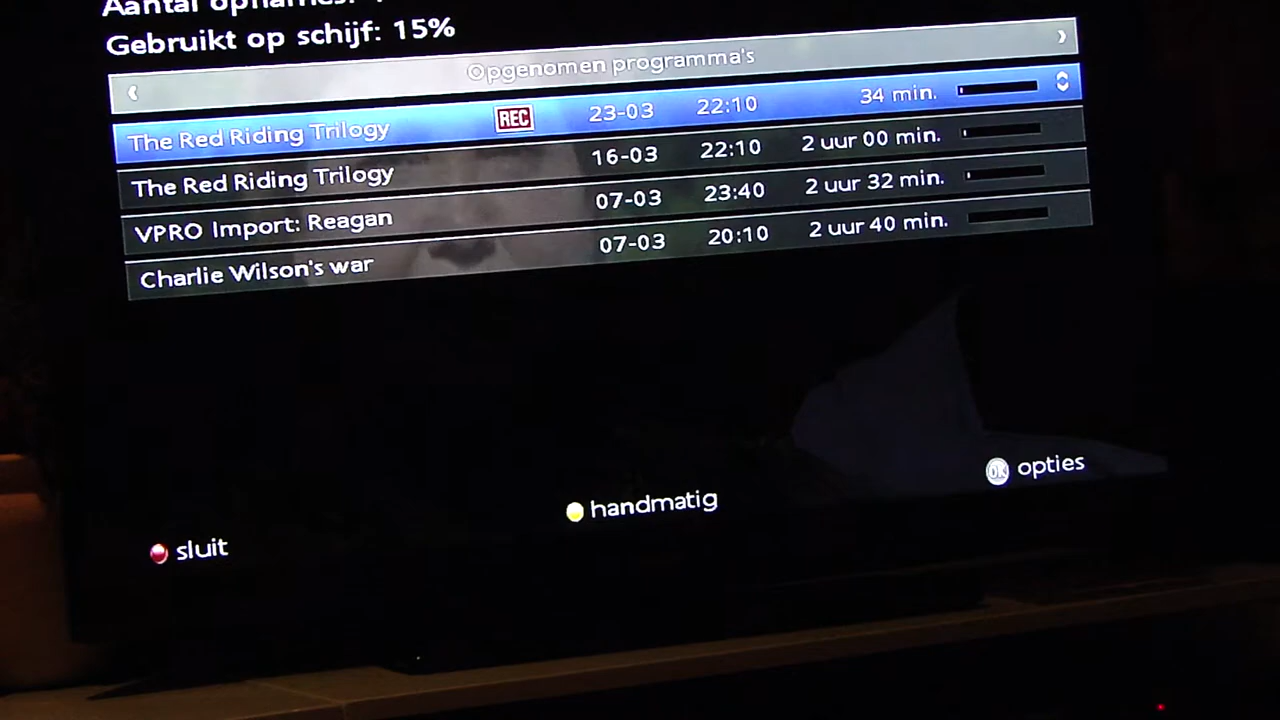 Aantal opnames:
Gebruikt op schijf: 15%
Opgenomen programma's
The Red Riding Trilogy REC 23-03 22:10 34 min.
The Red Riding Trilogy 16-03 22:10 2 uur 00 min.
VPRO Import: Reagan 07-03 23:40 2 uur 32 min.
Charlie Wilson's war 07-03 20:10 2 uur 40 min.
OK opties
handmatig
sluit